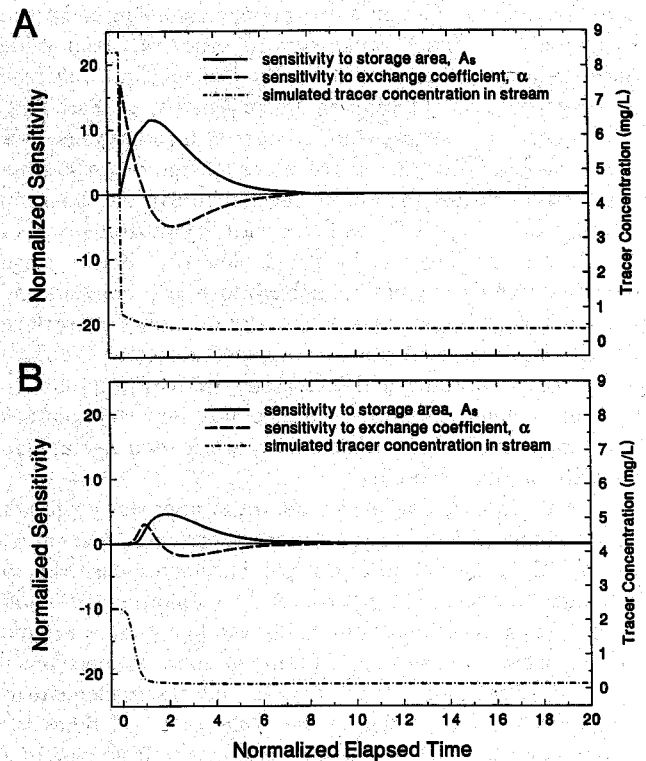 A
sensitivity to storage area, As
sensitivity to exchange coefficient, α
simulated tracer concentration in stream
20
10
0
-10
-20
Normalized Sensitivity
9
8
7
6
5
4
3
2
1
0
Tracer Concentration (mg/L)
B
sensitivity to storage area, As
sensitivity to exchange coefficient, α
simulated tracer concentration in stream
20
10
0
-10
-20
Normalized Sensitivity
9
8
7
6
5
4
3
2
1
0
Tracer Concentration (mg/L)
0 2 4 6 8 10 12 14 16 18 20
Normalized Elapsed Time